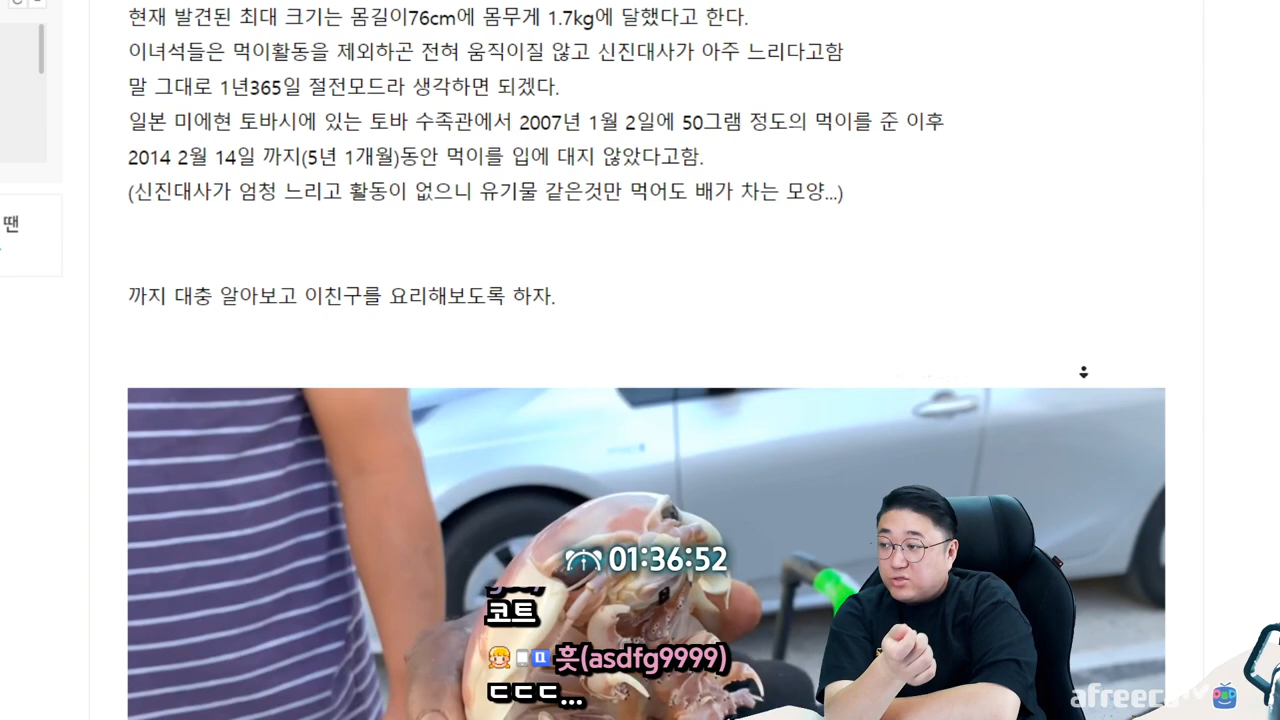 현재 발견된 최대 크기는 몸길이76cm에 몸무게 1.7kg에 달했다고 한다.
이녀석들은 먹이활동을 제외하곤 전혀 움직이질 않고 신진대사가 아주 느리다고함
말 그대로 1년365일 절전모드라 생각하면 되겠다.
일본 미에현 토바시에 있는 토바 수족관에서 2007년 1월 2일에 50그램 정도의 먹이를 준 이후
2014 2월 14일 까지(5년 1개월)동안 먹이를 입에 대지 않았다고함.
(신진대사가 엄청 느리고 활동이 없으니 유기물 같은것만 먹어도 배가 차는 모양...)
땐
까지 대충 알아보고 이친구를 요리해보도록 하자.
01:36:52
코트
흣(asdfg9999)
ㄷㄷㄷ...
afreecaTV